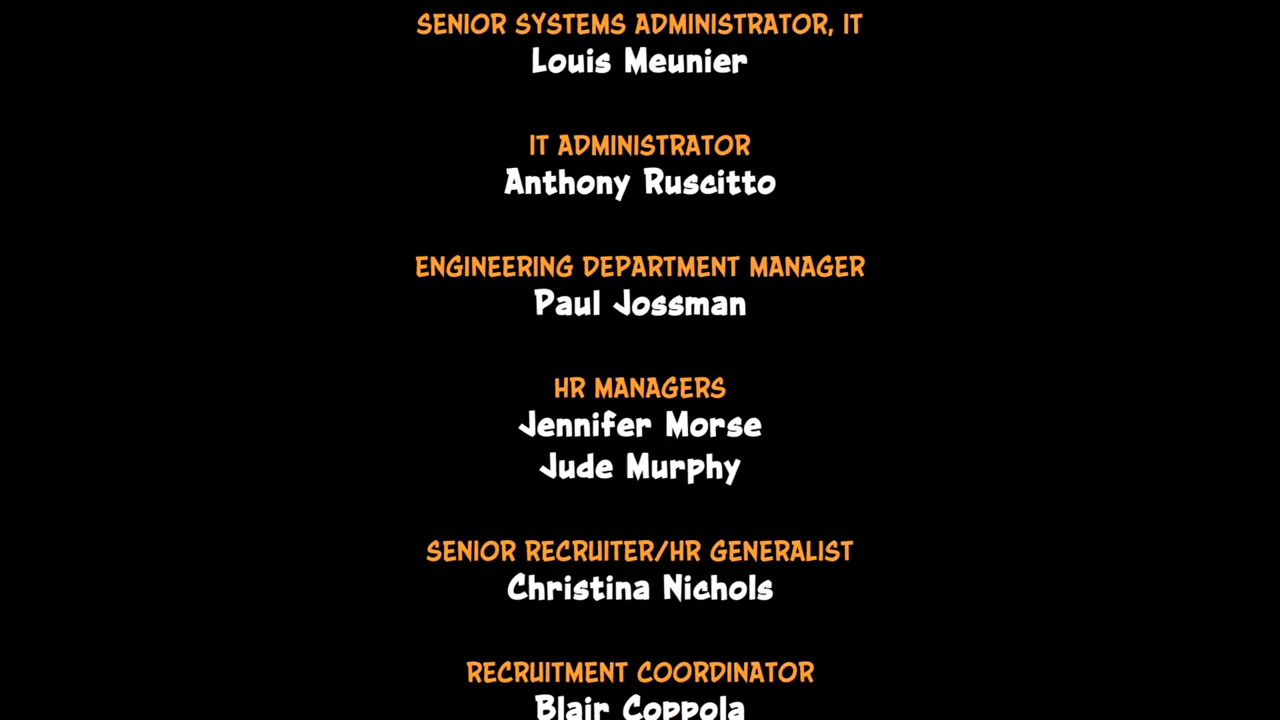 SENIOR SYSTEMS ADMINISTRATOR, IT
Louis Meunier
IT ADMINISTRATOR
Anthony Ruscitto
ENGINEERING DEPARTMENT MANAGER
Paul Jossman
HR MANAGERS
Jennifer Morse
Jude Murphy
SENIOR RECRUITER/HR GENERALIST
Christina Nichols
RECRUITMENT COORDINATOR
Blair Coppola